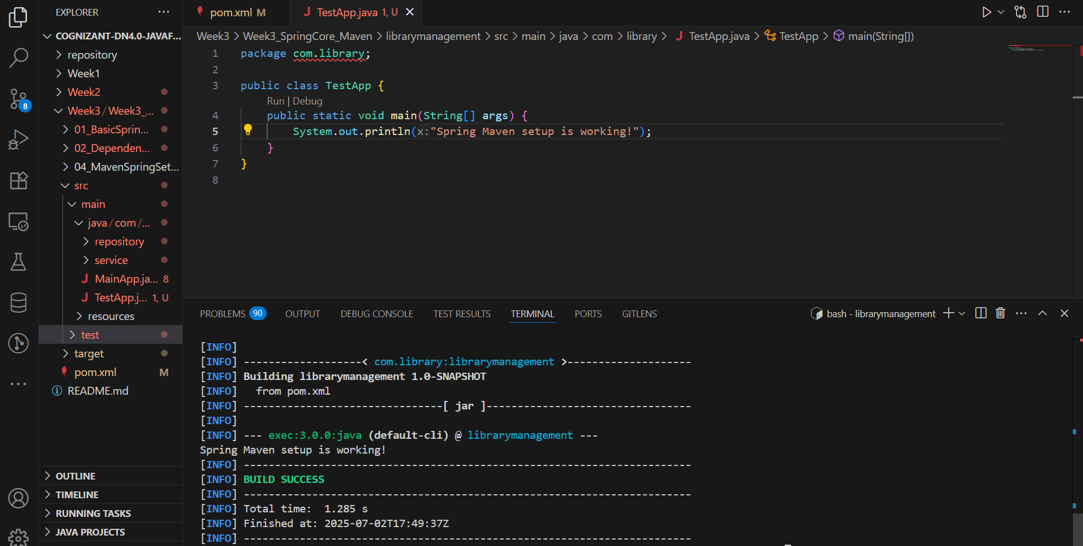 EXPLORER
COGNIZANT-DN4.0-JAVAF...
repository
Week1
Week2
Week3 / Week3_...
01_BasicSprin...
02_Dependen...
04_MavenSpringSet...
src
main
java / com / ...
repository
service
MainApp.ja... 8
TestApp.j... 1, U
resources
test
target
pom.xml M
README.md
OUTLINE
TIMELINE
RUNNING TASKS
JAVA PROJECTS
8
pom.xml M
TestApp.java 1, U
Week3 > Week3_SpringCore_Maven > librarymanagement > src > main > java > com > library > TestApp.java > TestApp > main(String[])
1 package com.library;
2
3 public class TestApp {
Run | Debug
4 public static void main(String[] args) {
5 System.out.println(x:"Spring Maven setup is working!");
6 }
7 }
8
PROBLEMS 90 OUTPUT DEBUG CONSOLE TEST RESULTS TERMINAL PORTS GITLENS
bash - librarymanagement
[INFO]
[INFO] ------------------< com.library:librarymanagement >-------------------
[INFO] Building librarymanagement 1.0-SNAPSHOT
[INFO]   from pom.xml
[INFO] --------------------------------[ jar ]---------------------------------
[INFO]
[INFO] --- exec:3.0.0:java (default-cli) @ librarymanagement ---
Spring Maven setup is working!
[INFO] ------------------------------------------------------------------------
[INFO] BUILD SUCCESS
[INFO] ------------------------------------------------------------------------
[INFO] Total time:  1.285 s
[INFO] Finished at: 2025-07-02T17:49:37Z
[INFO] ------------------------------------------------------------------------